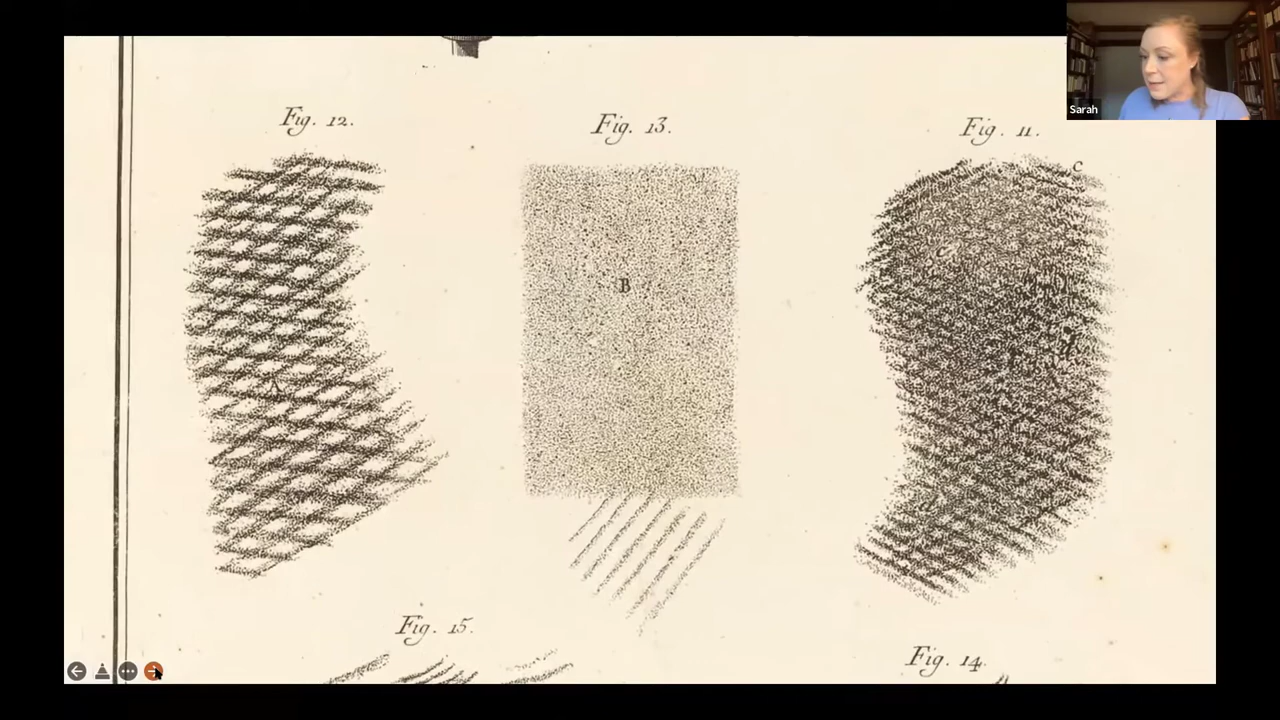 Sarah
Fig. 12.
Fig. 13.
Fig. 11.
C
B
A
d
Fig. 15.
Fig. 14.